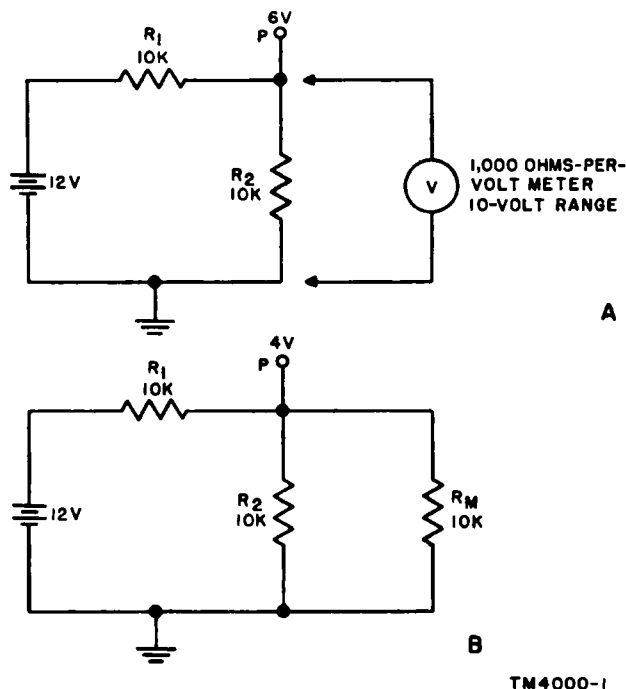 6V
P
R1
10K
12V
R2
10K
V
1,000 OHMS-PER-
VOLT METER
10-VOLT RANGE
A
4V
P
R1
10K
12V
R2
10K
RM
10K
B
TM4000-1